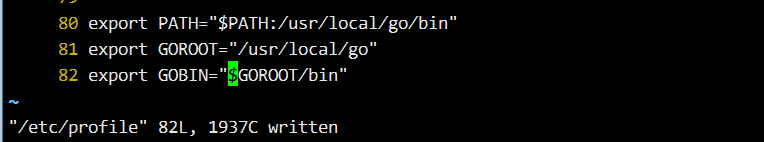 80 export PATH="$PATH:/usr/local/go/bin"
81 export GOROOT="/usr/local/go"
82 export GOBIN="$GOROOT/bin"
~
"/etc/profile" 82L, 1937C written